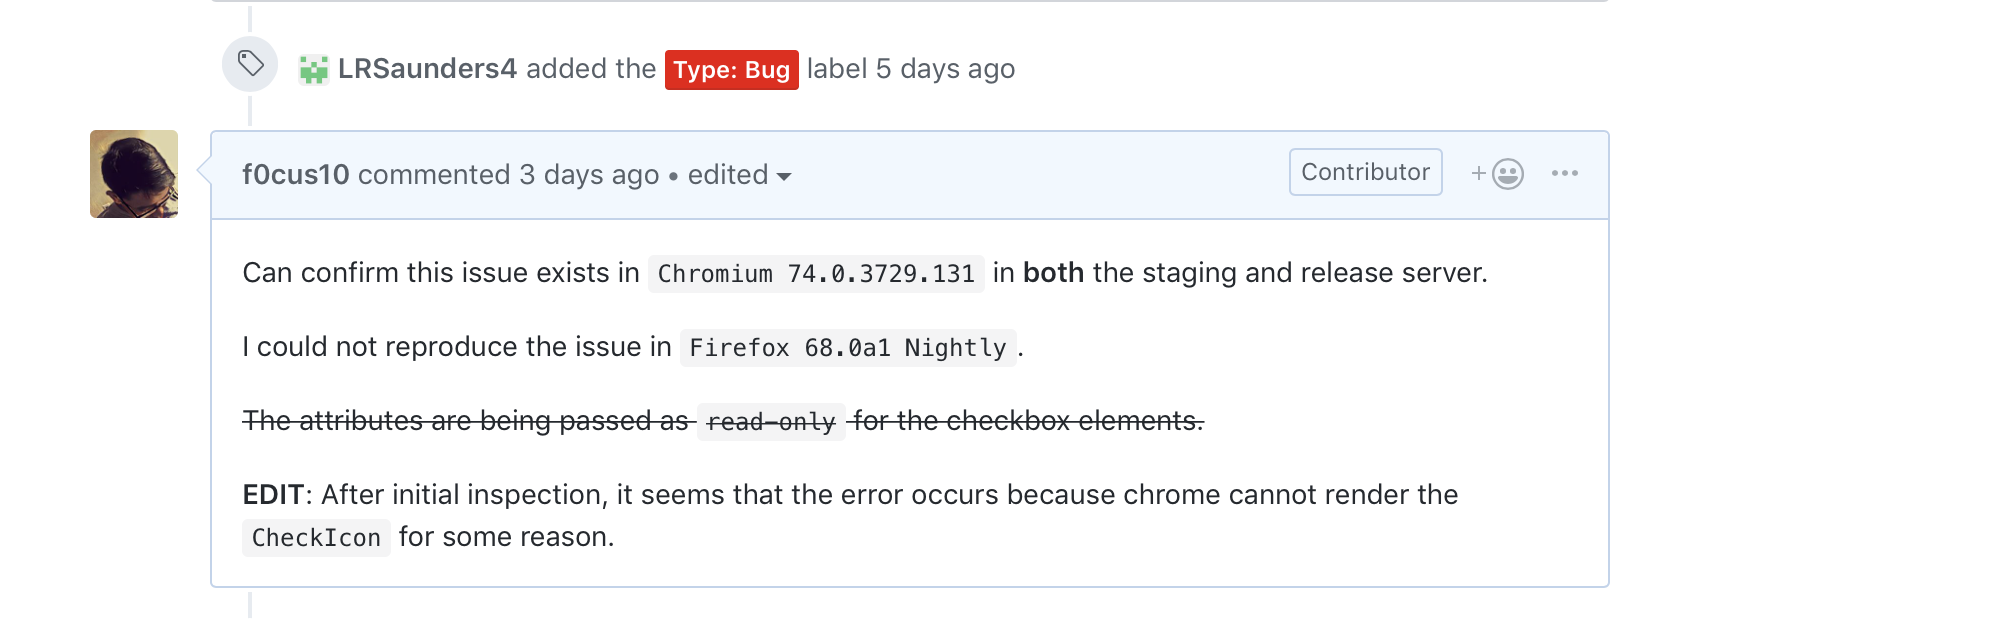 LRSaunders4 added the Type: Bug label 5 days ago
f0cus10 commented 3 days ago • edited
Contributor
Can confirm this issue exists in Chromium 74.0.3729.131 in both the staging and release server.
I could not reproduce the issue in Firefox 68.0a1 Nightly.
The attributes are being passed as read-only for the checkbox elements.
EDIT: After initial inspection, it seems that the error occurs because chrome cannot render the
CheckIcon for some reason.